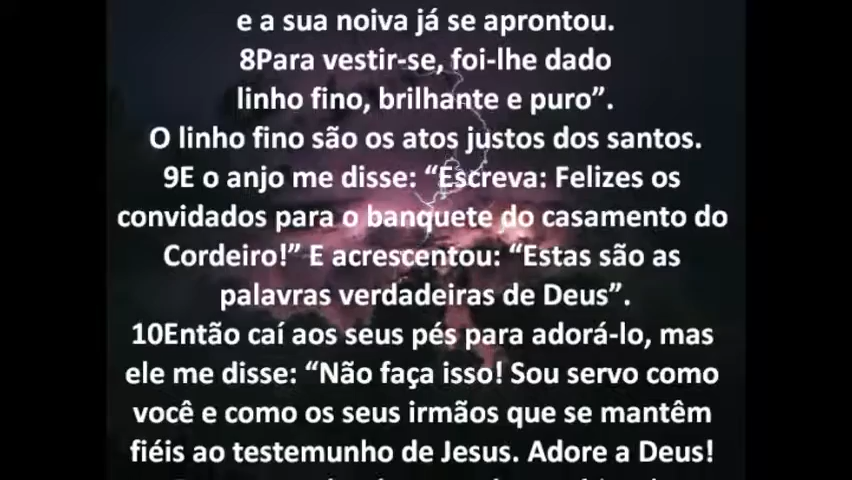 e a sua noiva já se aprontou.
8Para vestir-se, foi-lhe dado
linho fino, brilhante e puro”.
O linho fino são os atos justos dos santos.
9E o anjo me disse: “Escreva: Felizes os
convidados para o banquete do casamento do
Cordeiro!” E acrescentou: “Estas são as
palavras verdadeiras de Deus”.
10Então caí aos seus pés para adorá-lo, mas
ele me disse: “Não faça isso! Sou servo como
você e como os seus irmãos que se mantêm
fiéis ao testemunho de Jesus. Adore a Deus!